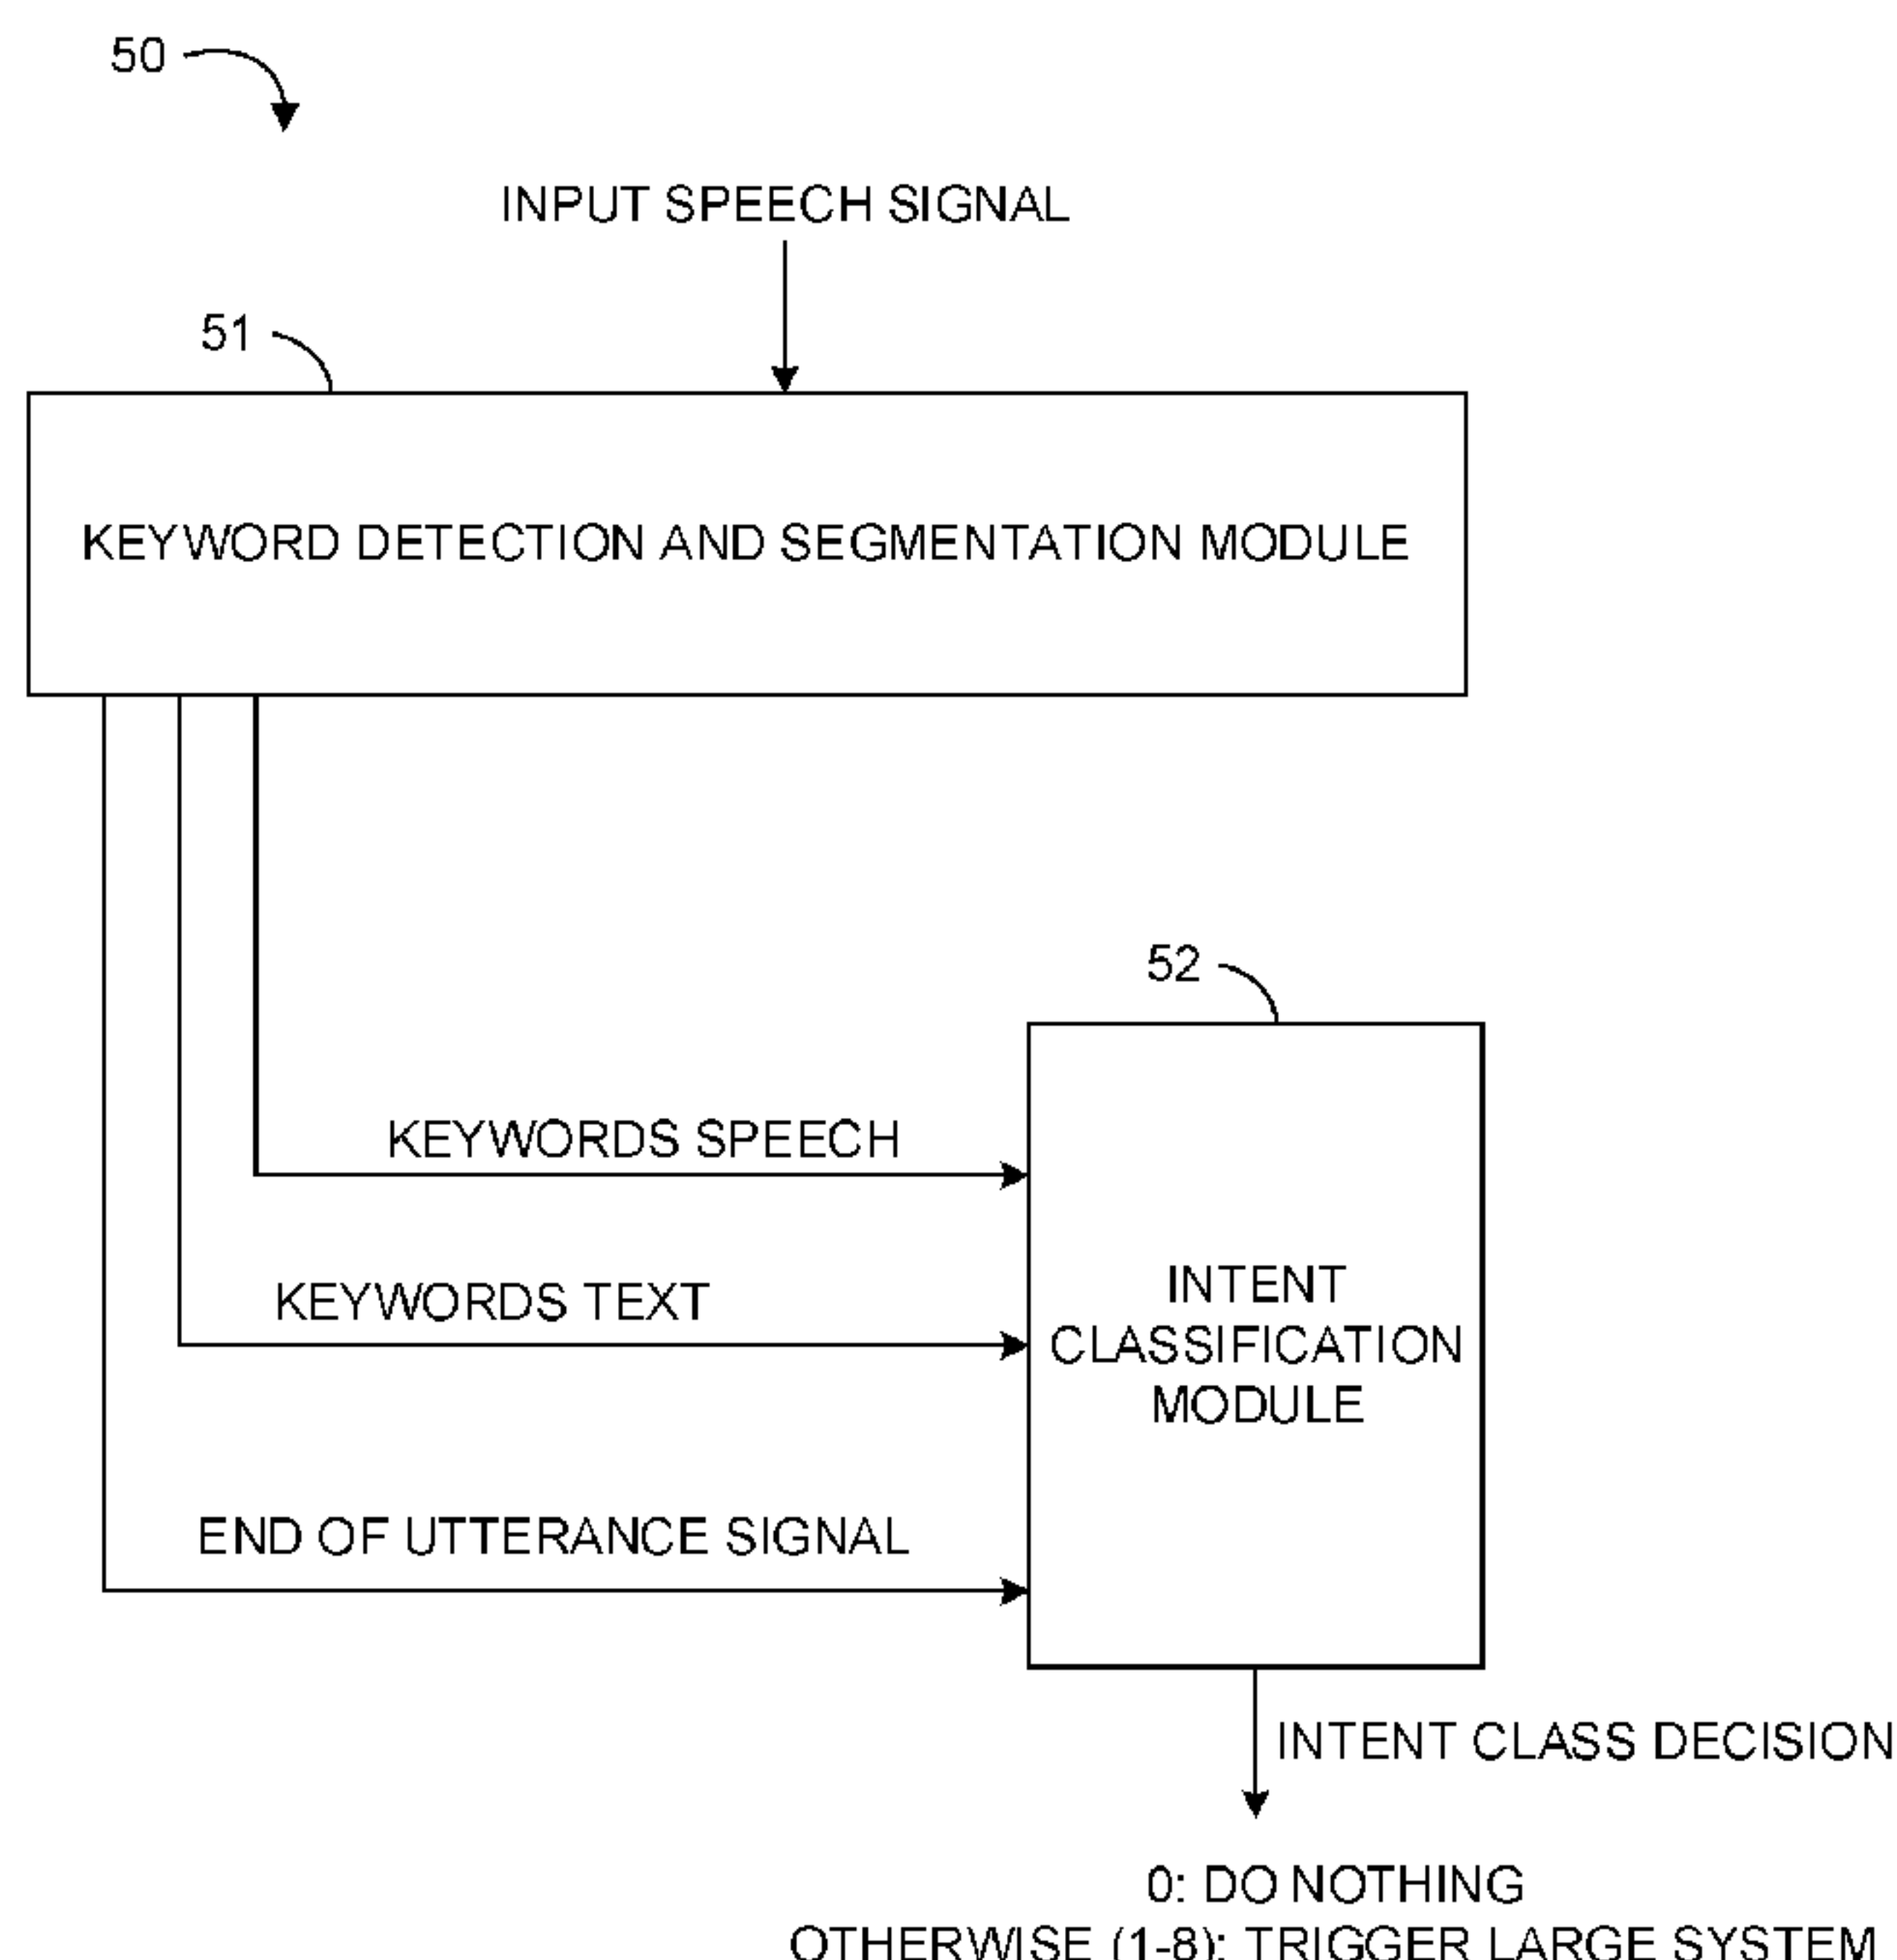 50
INPUT SPEECH SIGNAL
51
KEYWORD DETECTION AND SEGMENTATION MODULE
52
KEYWORDS SPEECH
KEYWORDS TEXT
INTENT
CLASSIFICATION
MODULE
END OF UTTERANCE SIGNAL
INTENT CLASS DECISION
0: DO NOTHING
OTHERWISE (1-8): TRIGGER LARGE SYSTEM